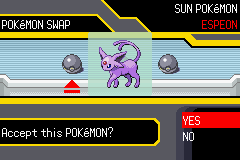 SUN POKéMON
POKéMON SWAP
ESPEON
Accept this POKéMON?
YES
NO